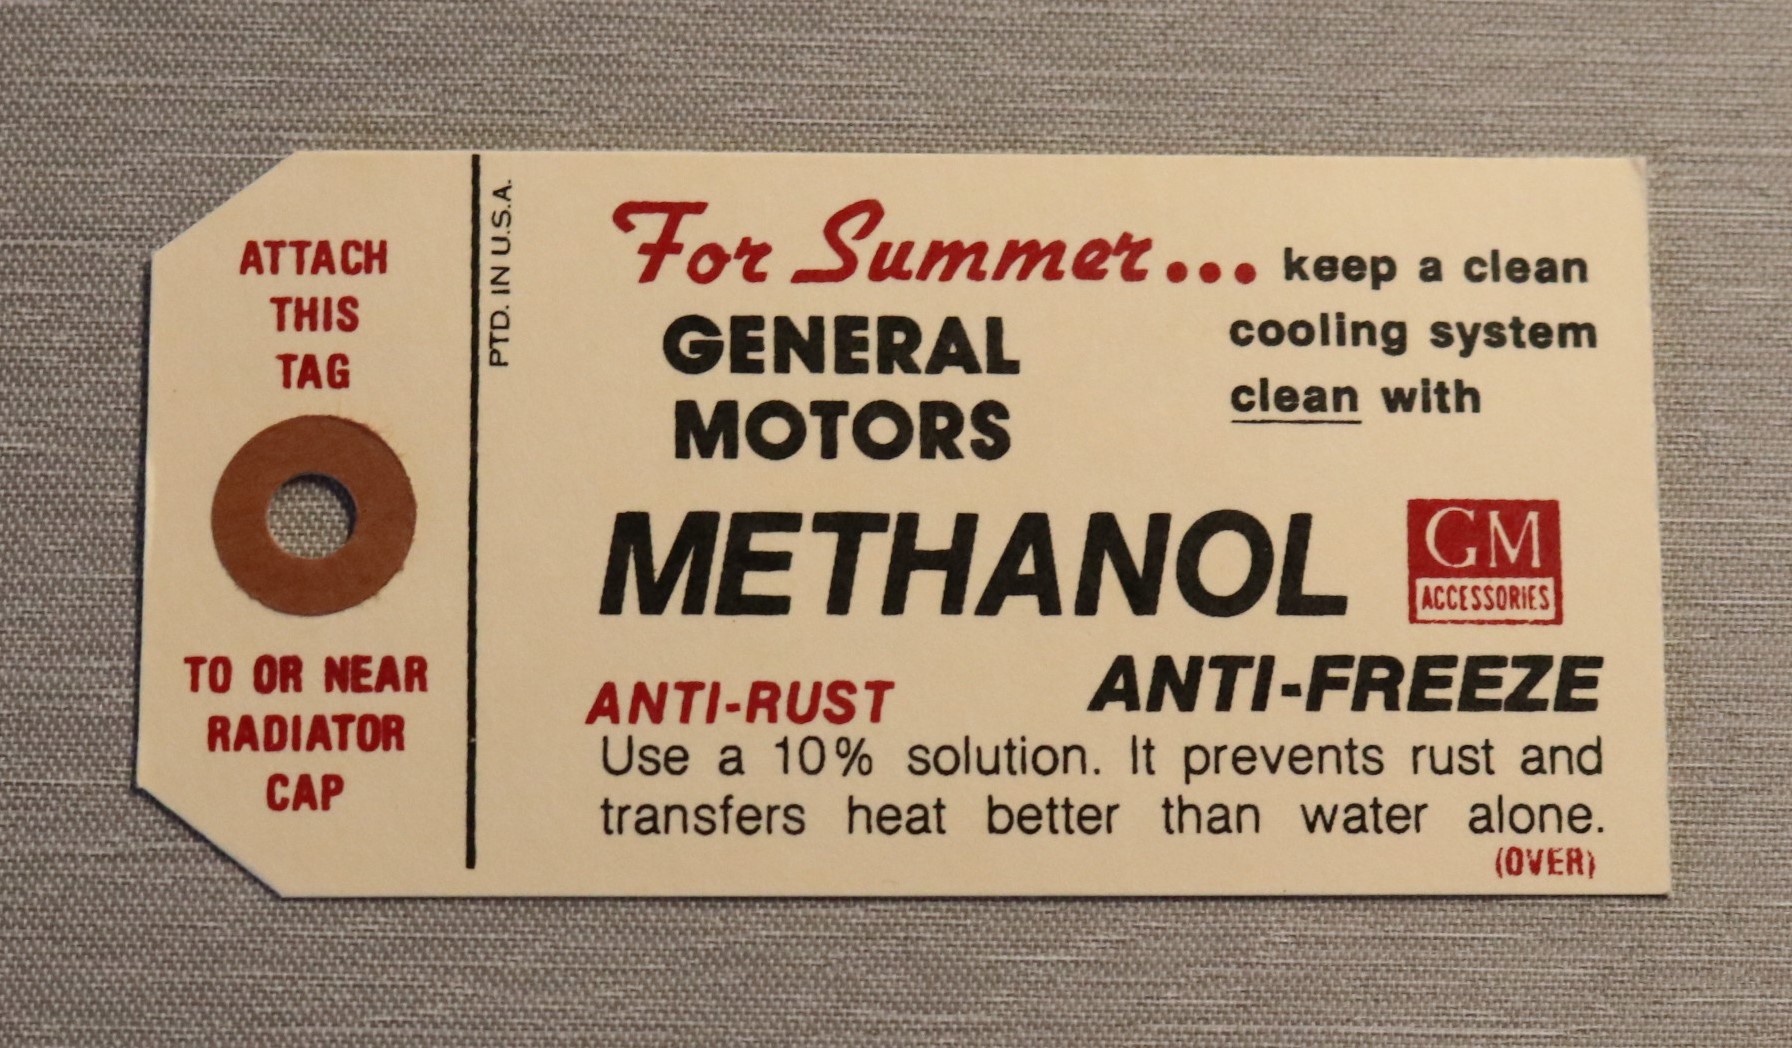 ATTACH
THIS
TAG
TO OR NEAR
RADIATOR
CAP
PTD. IN U.S.A.
For Summer... keep a clean
cooling system
clean with
GENERAL
MOTORS
METHANOL
GM
ACCESSORIES
ANTI-FREEZE
ANTI-RUST
Use a 10% solution. It prevents rust and
transfers heat better than water alone.
(OVER)